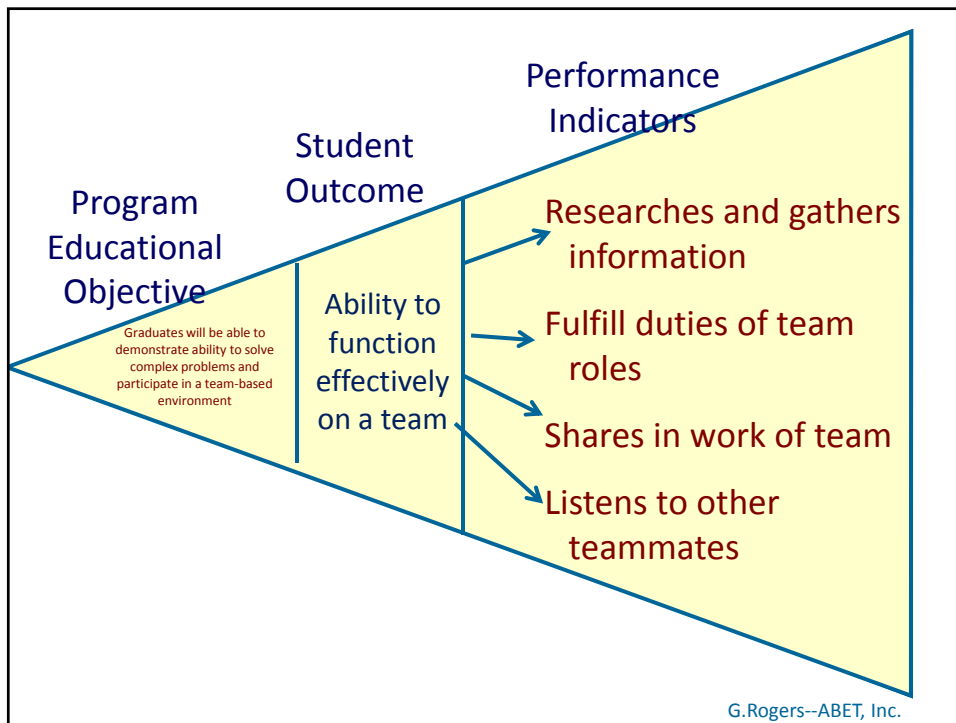 Program
Educational
Objective
Graduates will be able to
demonstrate ability to solve
complex problems and
participate in a team-based
environment
Student
Outcome
Ability to
function
effectively
on a team
Performance
Indicators
Researches and gathers
information
Fulfill duties of team
roles
Shares in work of team
Listens to other
teammates
G.Rogers--ABET, Inc.